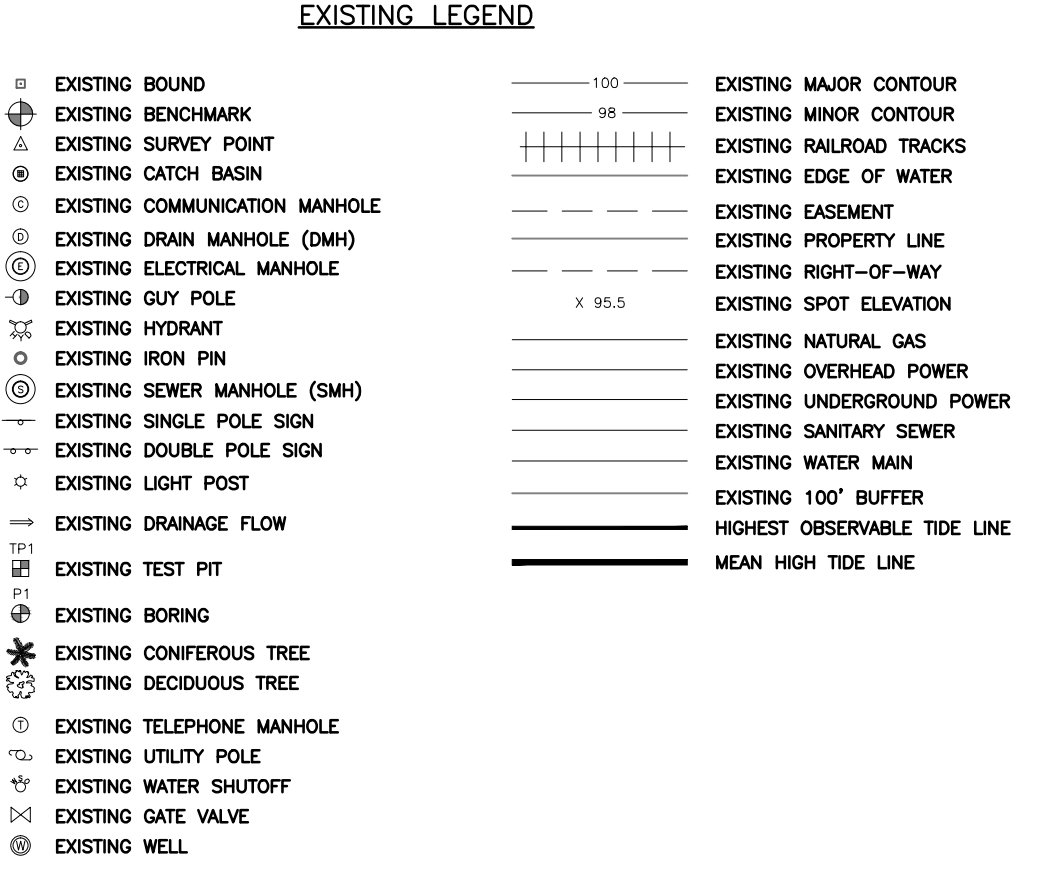 EXISTING LEGEND
EXISTING BOUND
EXISTING BENCHMARK
EXISTING SURVEY POINT
EXISTING CATCH BASIN
C EXISTING COMMUNICATION MANHOLE
D EXISTING DRAIN MANHOLE (DMH)
E EXISTING ELECTRICAL MANHOLE
EXISTING GUY POLE
EXISTING HYDRANT
EXISTING IRON PIN
S EXISTING SEWER MANHOLE (SMH)
EXISTING SINGLE POLE SIGN
EXISTING DOUBLE POLE SIGN
EXISTING LIGHT POST
EXISTING DRAINAGE FLOW
TP1
EXISTING TEST PIT
P1
EXISTING BORING
EXISTING CONIFEROUS TREE
EXISTING DECIDUOUS TREE
T EXISTING TELEPHONE MANHOLE
EXISTING UTILITY POLE
S EXISTING WATER SHUTOFF
EXISTING GATE VALVE
W EXISTING WELL
100 EXISTING MAJOR CONTOUR
98 EXISTING MINOR CONTOUR
EXISTING RAILROAD TRACKS
EXISTING EDGE OF WATER
EXISTING EASEMENT
EXISTING PROPERTY LINE
EXISTING RIGHT-OF-WAY
X 95.5 EXISTING SPOT ELEVATION
EXISTING NATURAL GAS
EXISTING OVERHEAD POWER
EXISTING UNDERGROUND POWER
EXISTING SANITARY SEWER
EXISTING WATER MAIN
EXISTING 100' BUFFER
HIGHEST OBSERVABLE TIDE LINE
MEAN HIGH TIDE LINE